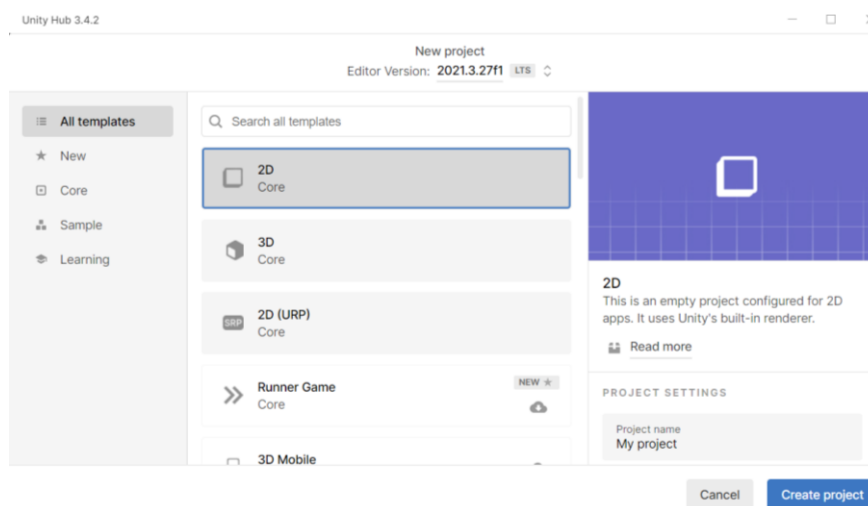 Unity Hub 3.4.2
New project
Editor Version: 2021.3.27f1 LTS
All templates
New
Core
Sample
Learning
Search all templates
2D
Core
3D
Core
SRP
2D (URP)
Core
Runner Game
Core
NEW
3D Mobile
2D
This is an empty project configured for 2D
apps. It uses Unity's built-in renderer.
Read more
PROJECT SETTINGS
Project name
My project
Cancel
Create project